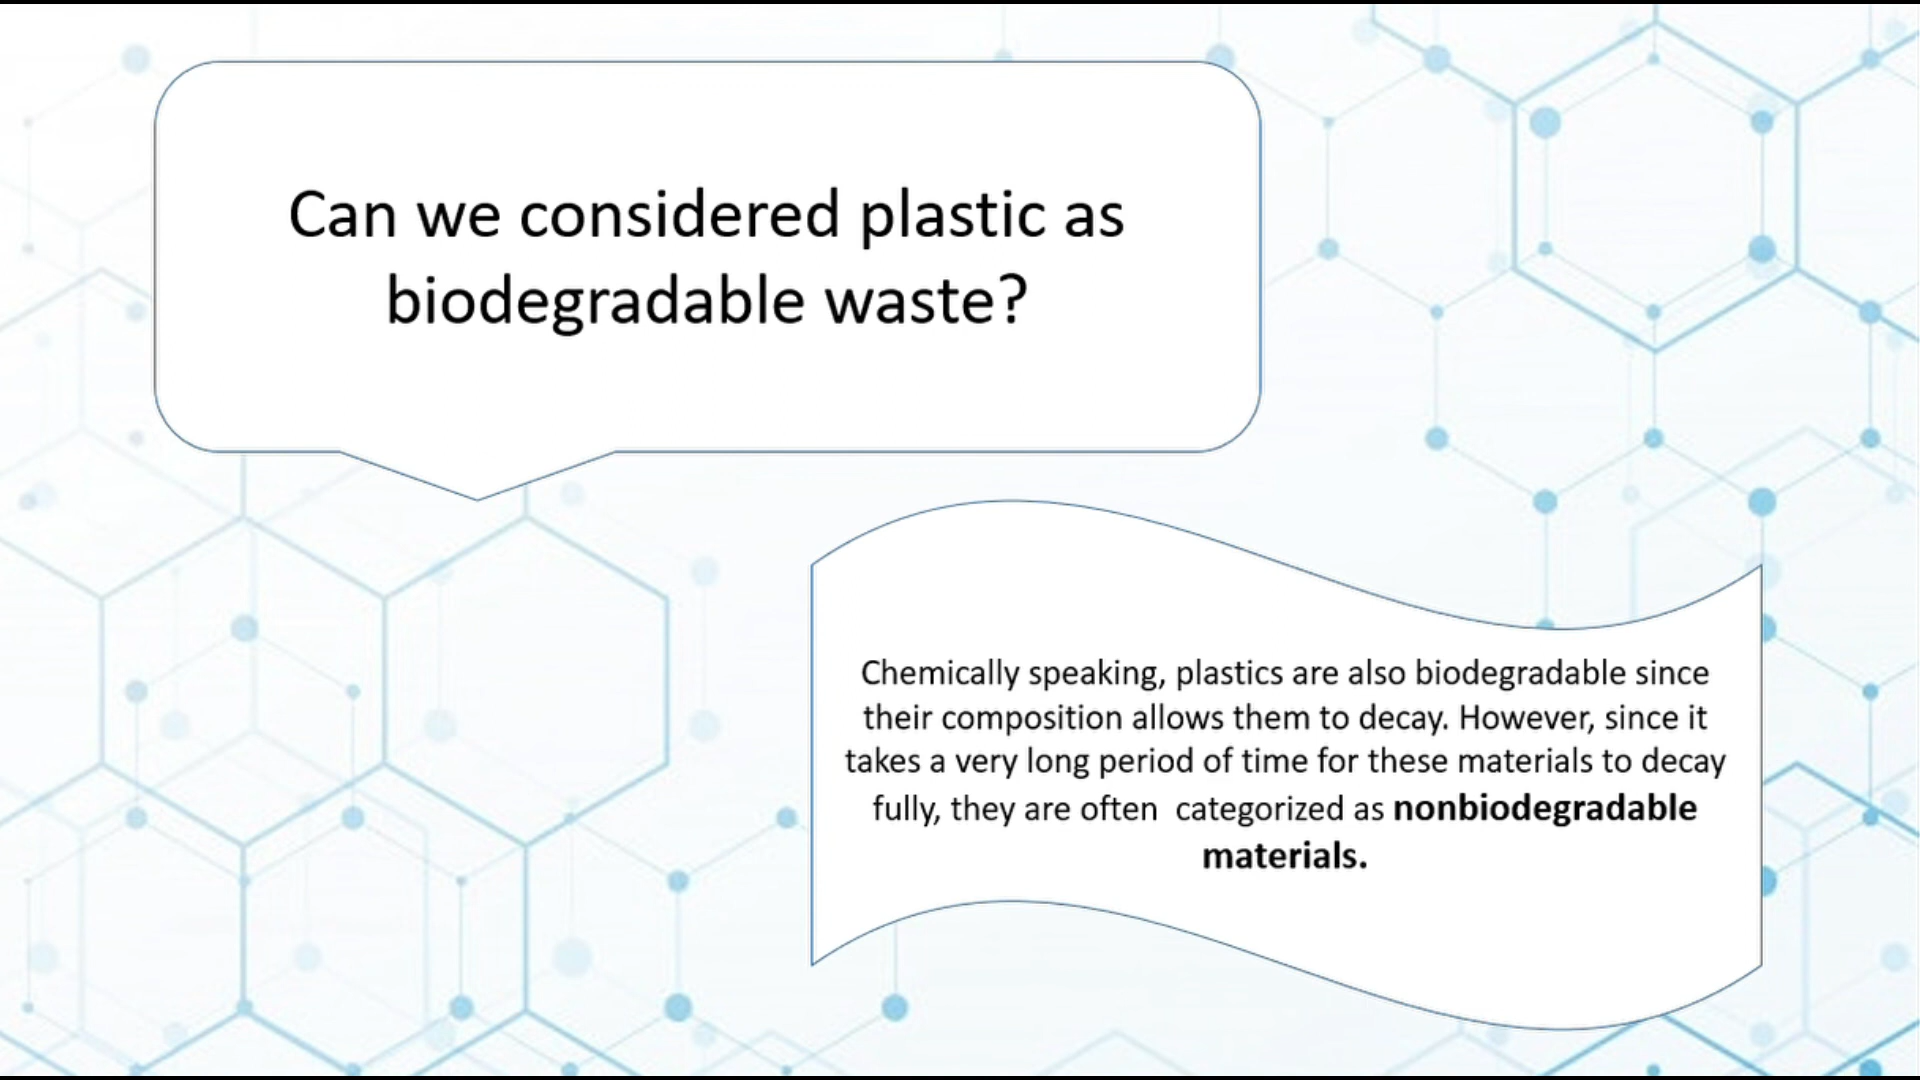 Can we considered plastic as
biodegradable waste?
Chemically speaking, plastics are also biodegradable since
their composition allows them to decay. However, since it
takes a very long period of time for these materials to decay
fully, they are often  categorized as nonbiodegradable
materials.